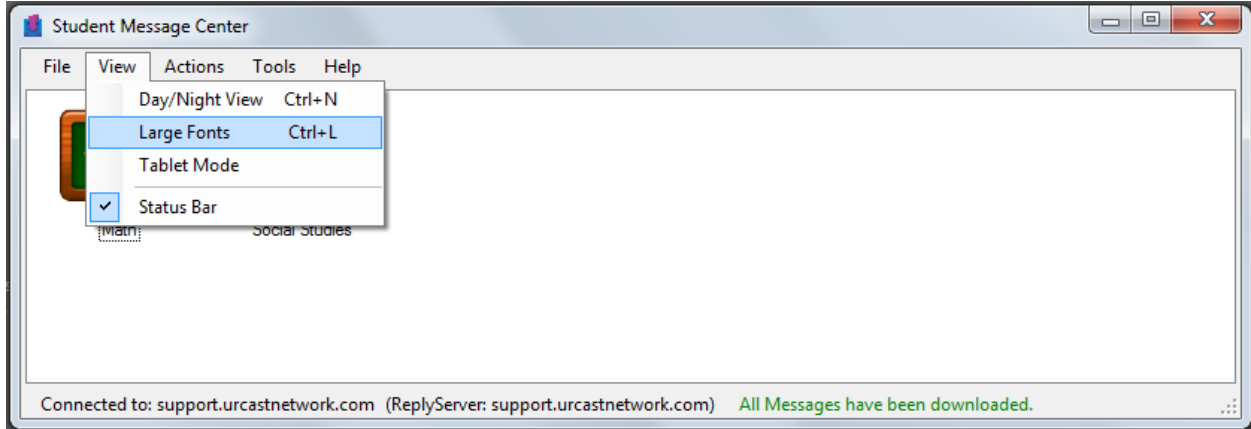 Student Message Center
File View Actions Tools Help
Day/Night View Ctrl+N
Large Fonts Ctrl+L
Tablet Mode
Status Bar
Math Social Studies
Connected to: support.urcastnetwork.com (ReplyServer: support.urcastnetwork.com) All Messages have been downloaded.